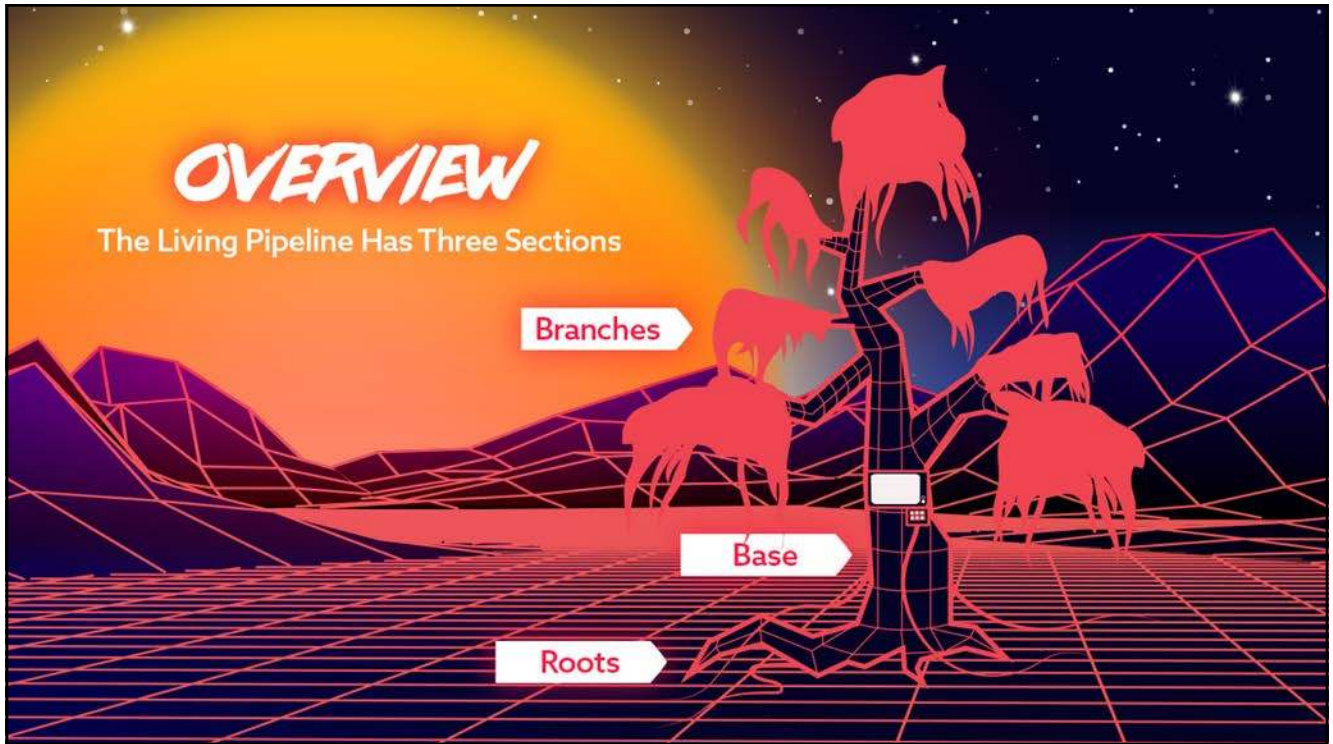 OVERVIEW
The Living Pipeline Has Three Sections
Branches
Base
Roots